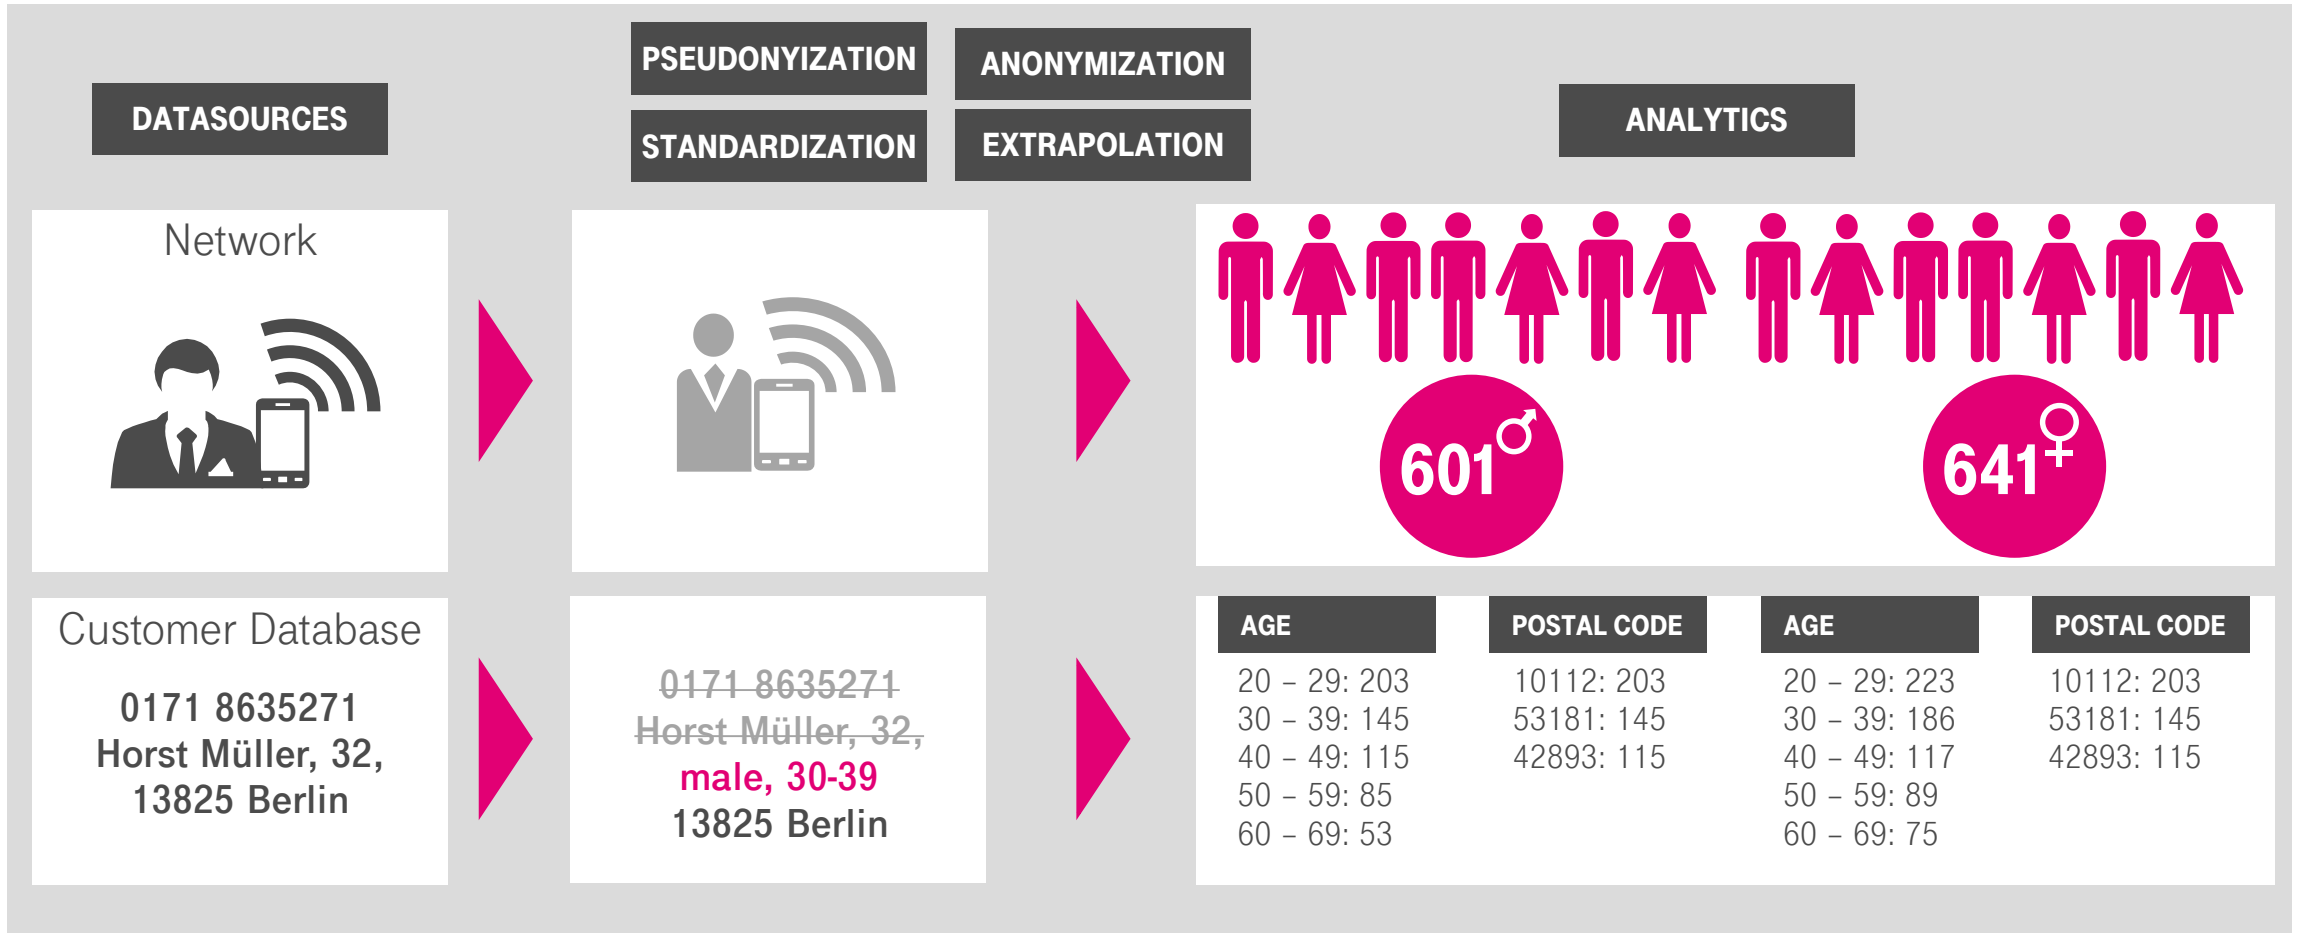 DATASOURCES
PSEUDONYIZATION
STANDARDIZATION
ANONYMIZATION
EXTRAPOLATION
ANALYTICS
Network
601
641
Customer Database
0171 8635271
Horst Müller, 32,
13825 Berlin
0171 8635271
Horst Müller, 32,
male, 30-39
13825 Berlin
AGE
20 – 29: 203
30 – 39: 145
40 – 49: 115
50 – 59: 85
60 – 69: 53
POSTAL CODE
10112: 203
53181: 145
42893: 115
AGE
20 – 29: 223
30 – 39: 186
40 – 49: 117
50 – 59: 89
60 – 69: 75
POSTAL CODE
10112: 203
53181: 145
42893: 115